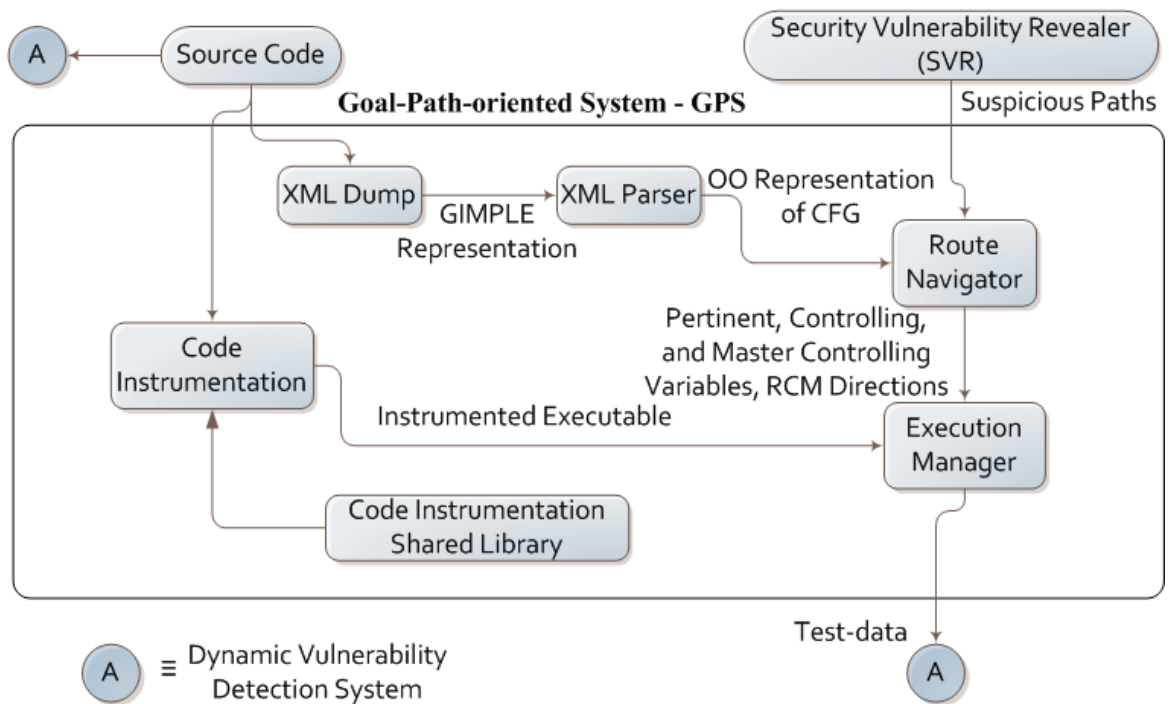 A
Source Code
Security Vulnerability Revealer
(SVR)
Goal-Path-oriented System - GPS
Suspicious Paths
XML Dump
GIMPLE
Representation
XML Parser
OO Representation
of CFG
Route
Navigator
Pertinent, Controlling,
and Master Controlling
Variables, RCM Directions
Code
Instrumentation
Instrumented Executable
Execution
Manager
Code Instrumentation
Shared Library
Test-data
A
A
≡ Dynamic Vulnerability
Detection System